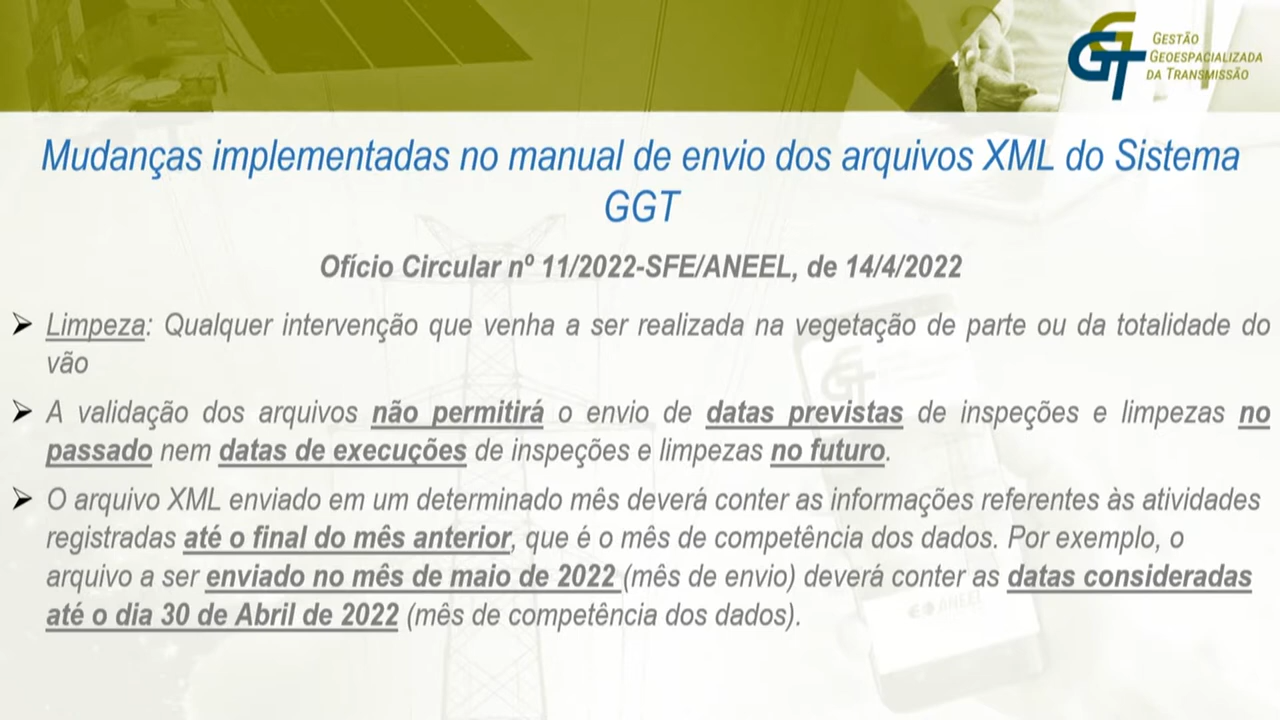 GESTÃO
GEOESPACIALIZADA
DA TRANSMISSÃO
Mudanças implementadas no manual de envio dos arquivos XML do Sistema
GGT
Ofício Circular nº 11/2022-SFE/ANEEL, de 14/4/2022
➢ Limpeza: Qualquer intervenção que venha a ser realizada na vegetação de parte ou da totalidade do
vão
➢ A validação dos arquivos não permitirá o envio de datas previstas de inspeções e limpezas no
passado nem datas de execuções de inspeções e limpezas no futuro.
➢ O arquivo XML enviado em um determinado mês deverá conter as informações referentes às atividades
registradas até o final do mês anterior, que é o mês de competência dos dados. Por exemplo, o
arquivo a ser enviado no mês de maio de 2022 (mês de envio) deverá conter as datas consideradas
até o dia 30 de Abril de 2022 (mês de competência dos dados).
ANEEL